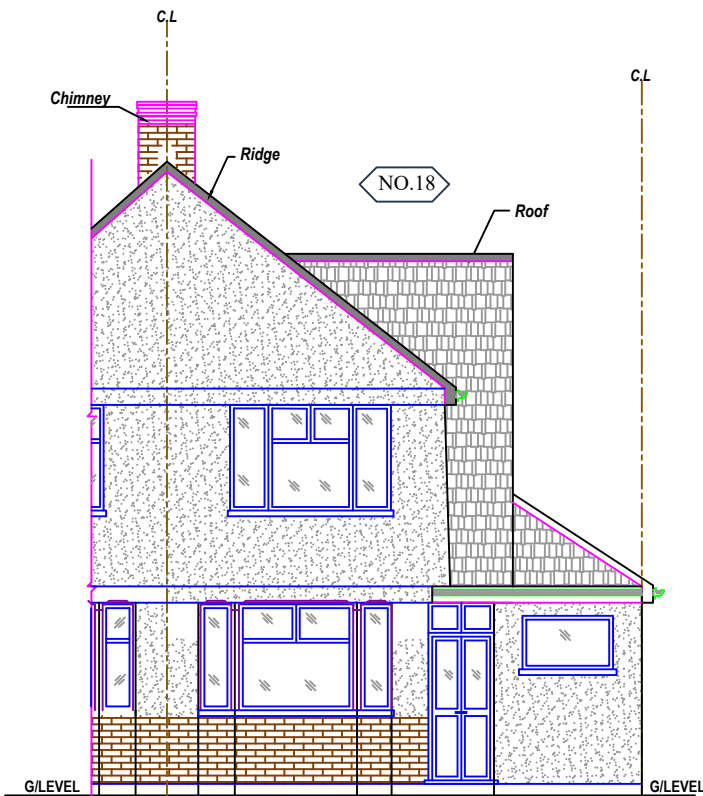 C.L
C.L
Chimney
Ridge
NO.18
Roof
G/LEVEL
G/LEVEL